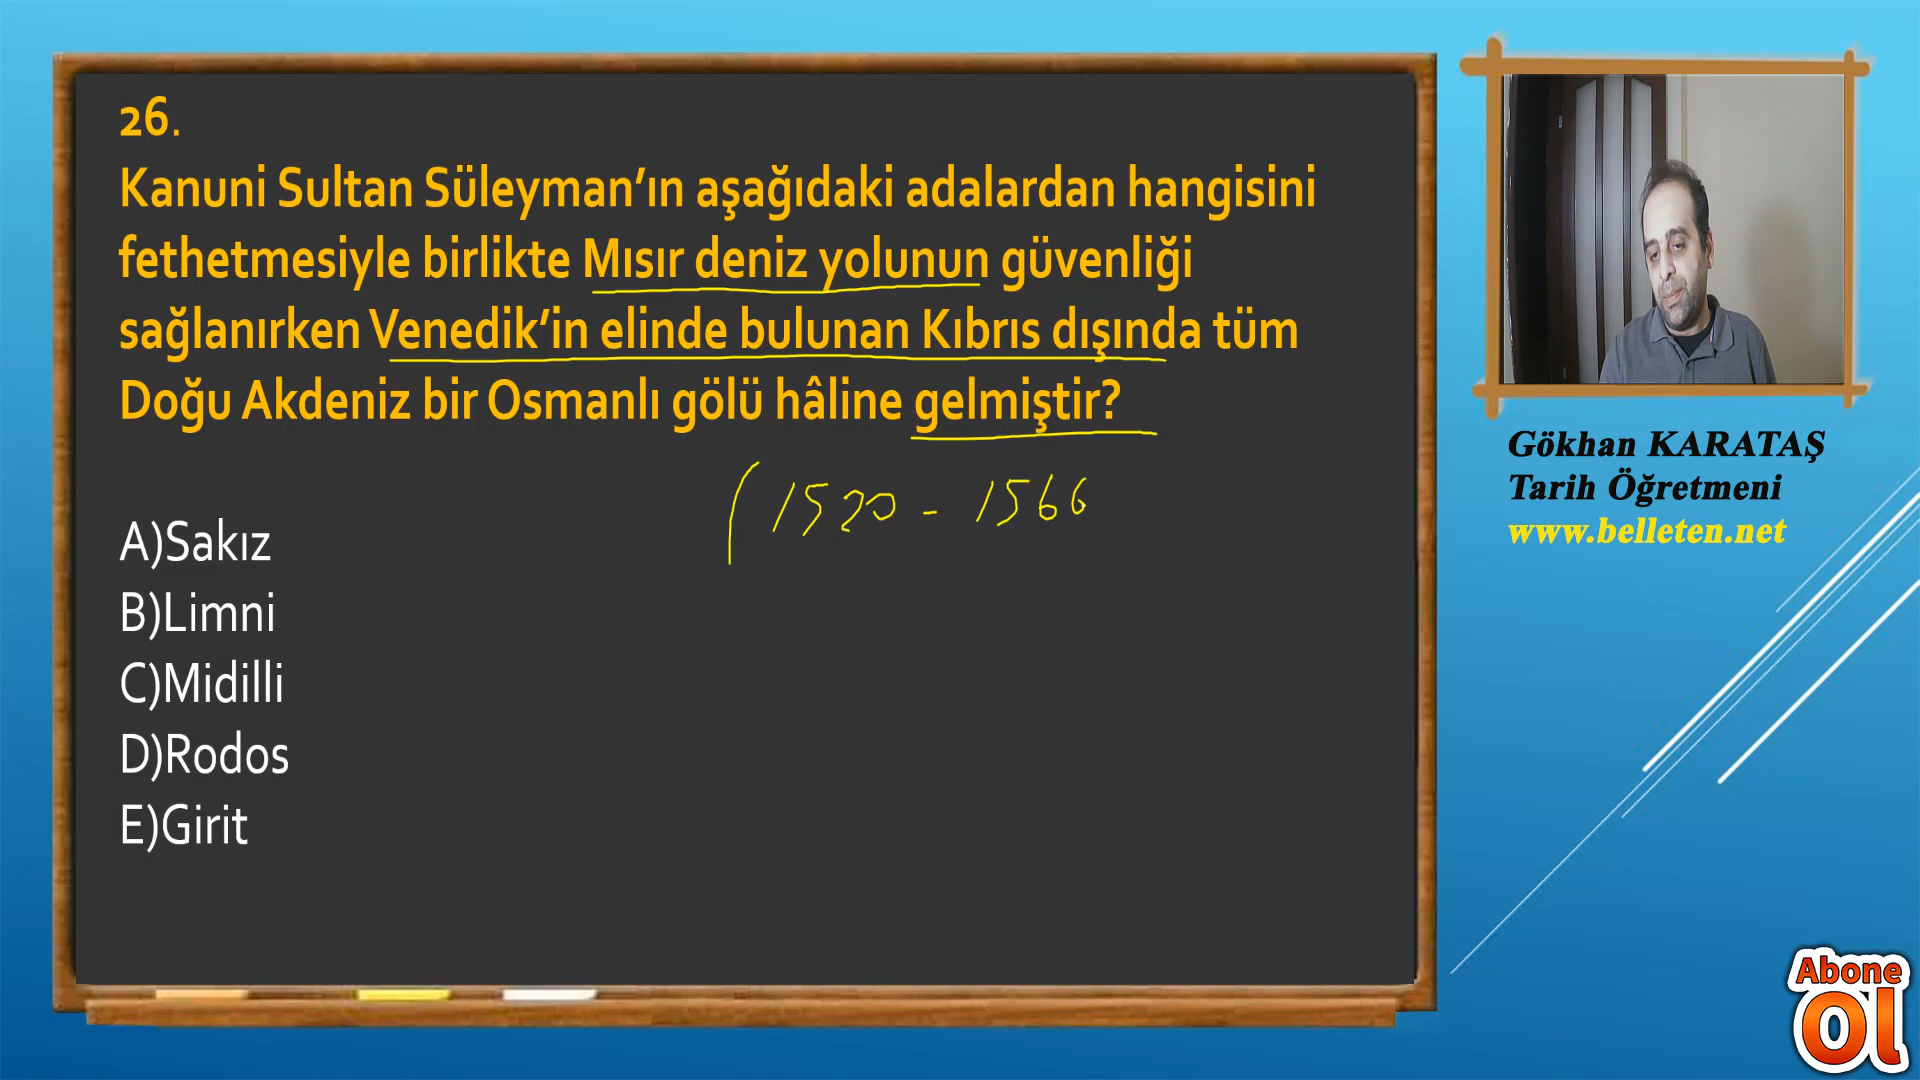 26.
Kanuni Sultan Süleyman’ın aşağıdaki adalardan hangisini
fethetmesiyle birlikte Mısır deniz yolunun güvenliği
sağlanırken Venedik’in elinde bulunan Kıbrıs dışında tüm
Doğu Akdeniz bir Osmanlı gölü hâline gelmiştir?
(1520 - 1566
A)Sakız
B)Limni
C)Midilli
D)Rodos
E)Girit
Gökhan KARATAŞ
Tarih Öğretmeni
www.belleten.net
Abone
Ol